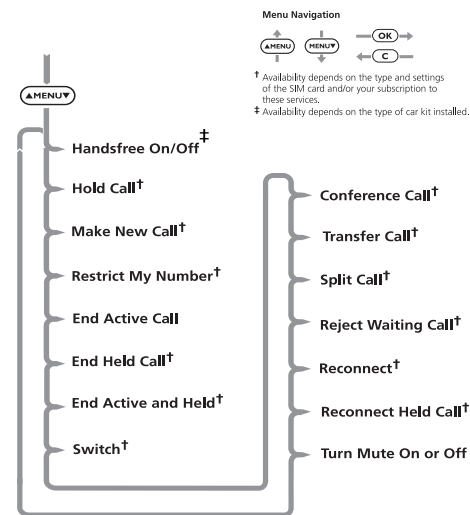 Menu Navigation
▲MENU
MENU▼
OK
C
† Availability depends on the type and settings
of the SIM card and/or your subscription to
these services.
‡ Availability depends on the type of car kit installed.
▲MENU▼
Handsfree On/Off‡
Hold Call†
Make New Call†
Restrict My Number†
End Active Call
End Held Call†
End Active and Held†
Switch†
Conference Call†
Transfer Call†
Split Call†
Reject Waiting Call†
Reconnect†
Reconnect Held Call†
Turn Mute On or Off